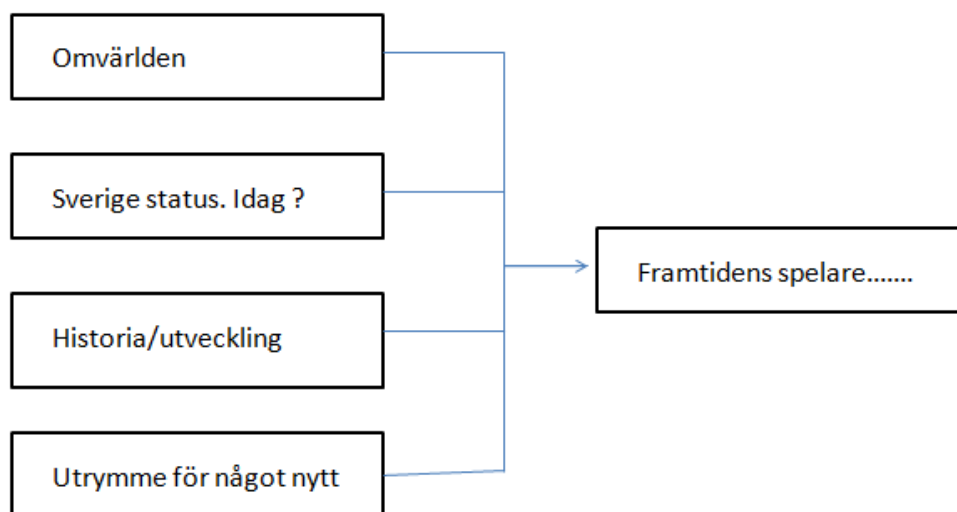 Omvärlden
Sverige status. Idag ?
Historia/utveckling
Utrymme för något nytt
Framtidens spelare.......